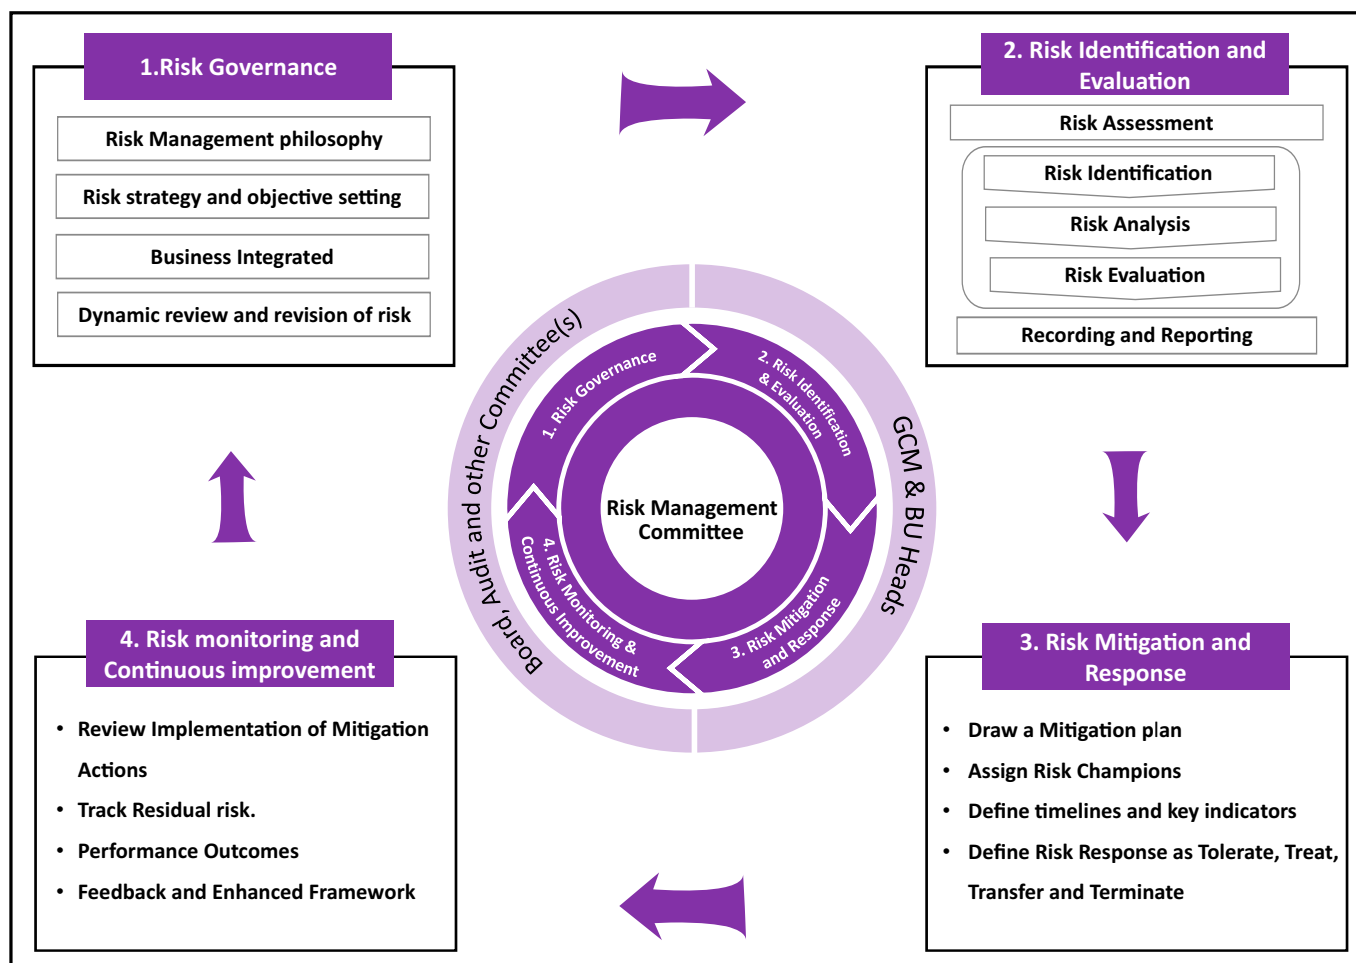 1.Risk Governance
Risk Management philosophy
Risk strategy and objective setting
Business Integrated
Dynamic review and revision of risk
2. Risk Identification and
Evaluation
Risk Assessment
Risk Identification
Risk Analysis
Risk Evaluation
Recording and Reporting
Board, Audit and other Committee(s)
GCM & BU Heads
1. Risk Governance
2. Risk Identification
& Evaluation
3. Risk Mitigation
and Response
4. Risk Monitoring &
Continuous Improvement
Risk Management
Committee
4. Risk monitoring and
Continuous improvement
• Review Implementation of Mitigation
Actions
• Track Residual risk.
• Performance Outcomes
• Feedback and Enhanced Framework
3. Risk Mitigation and
Response
• Draw a Mitigation plan
• Assign Risk Champions
• Define timelines and key indicators
• Define Risk Response as Tolerate, Treat,
Transfer and Terminate